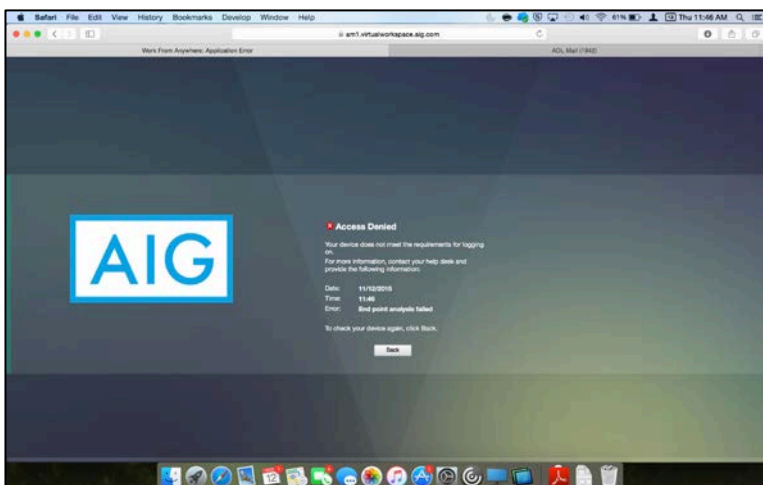 Safari File Edit View History Bookmarks Develop Window Help
61% Thu 11:46 AM
am1.virtualworkspace.aig.com
Work From Anywhere: Application Error
AOL Mail (1942)
AIG
Access Denied
Your device does not meet the requirements for logging
on.
For more information, contact your help desk and
provide the following information:
Date: 11/12/2015
Time: 11:46
Error: End point analysis failed
To check your device again, click Back.
Back
12